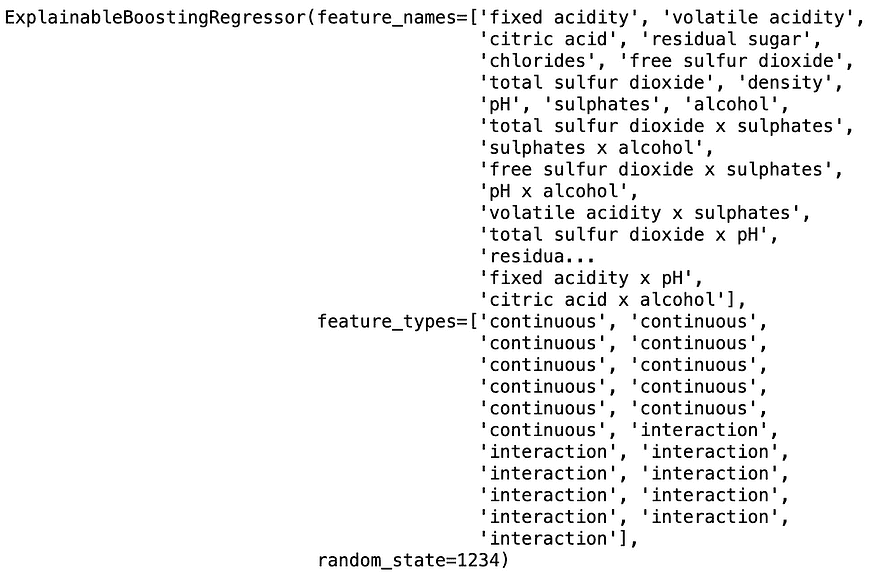 ExplainableBoostingRegressor(feature_names=['fixed acidity', 'volatile acidity',
'citric acid', 'residual sugar',
'chlorides', 'free sulfur dioxide',
'total sulfur dioxide', 'density',
'pH', 'sulphates', 'alcohol',
'total sulfur dioxide x sulphates',
'sulphates x alcohol',
'free sulfur dioxide x sulphates',
'pH x alcohol',
'volatile acidity x sulphates',
'total sulfur dioxide x pH',
'residua...
'fixed acidity x pH',
'citric acid x alcohol'],
feature_types=['continuous', 'continuous',
'continuous', 'continuous',
'continuous', 'continuous',
'continuous', 'continuous',
'continuous', 'continuous',
'continuous', 'interaction',
'interaction', 'interaction',
'interaction', 'interaction',
'interaction', 'interaction',
'interaction', 'interaction',
'interaction'],
random_state=1234)